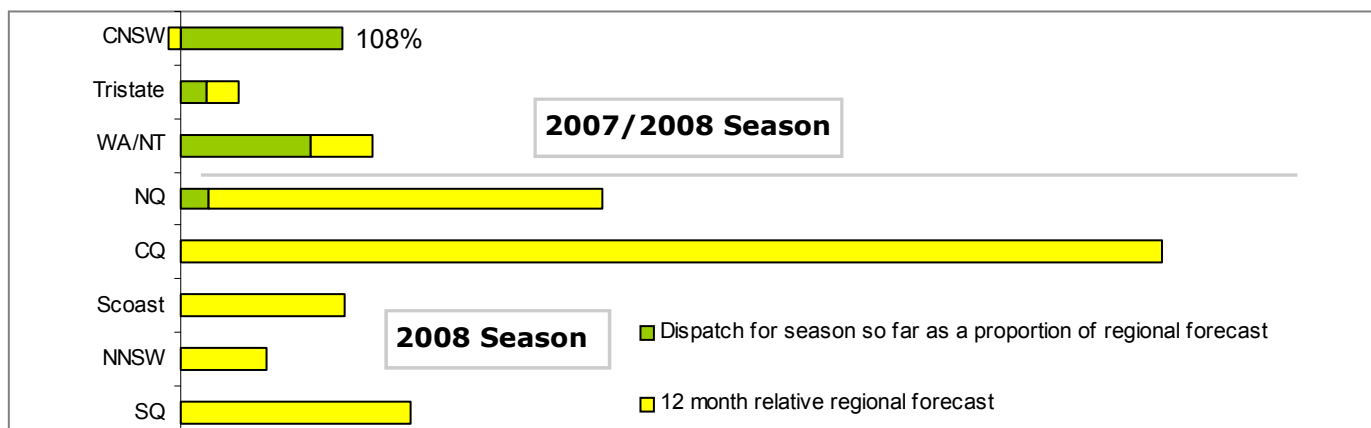 CNSW
108%
Tristate
2007/2008 Season
WA/NT
NQ
CQ
Scoast
2008 Season
Dispatch for season so far as a proportion of regional forecast
NNSW
12 month relative regional forecast
SQ